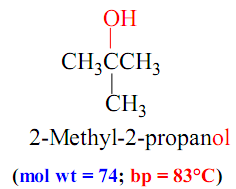 OH
CH₃CCH₃
CH₃
2-Methyl-2-propanol
(mol wt = 74; bp = 83°C)